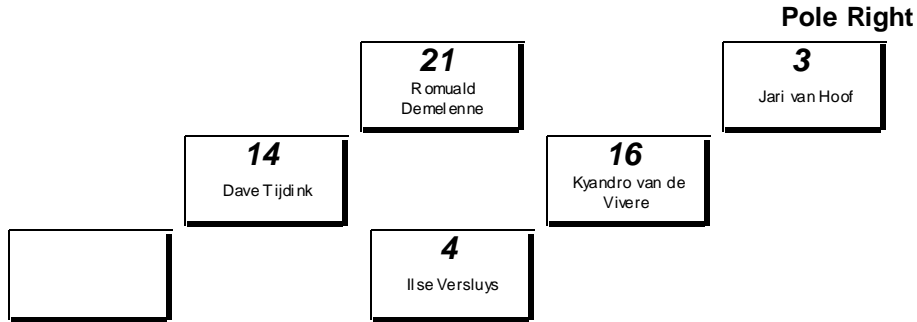 Pole Right
21
Romuald
Demelenne
3
Jari van Hoof
14
Dave Tijdink
16
Kyandro van de
Vivere
4
Ilse Versluys